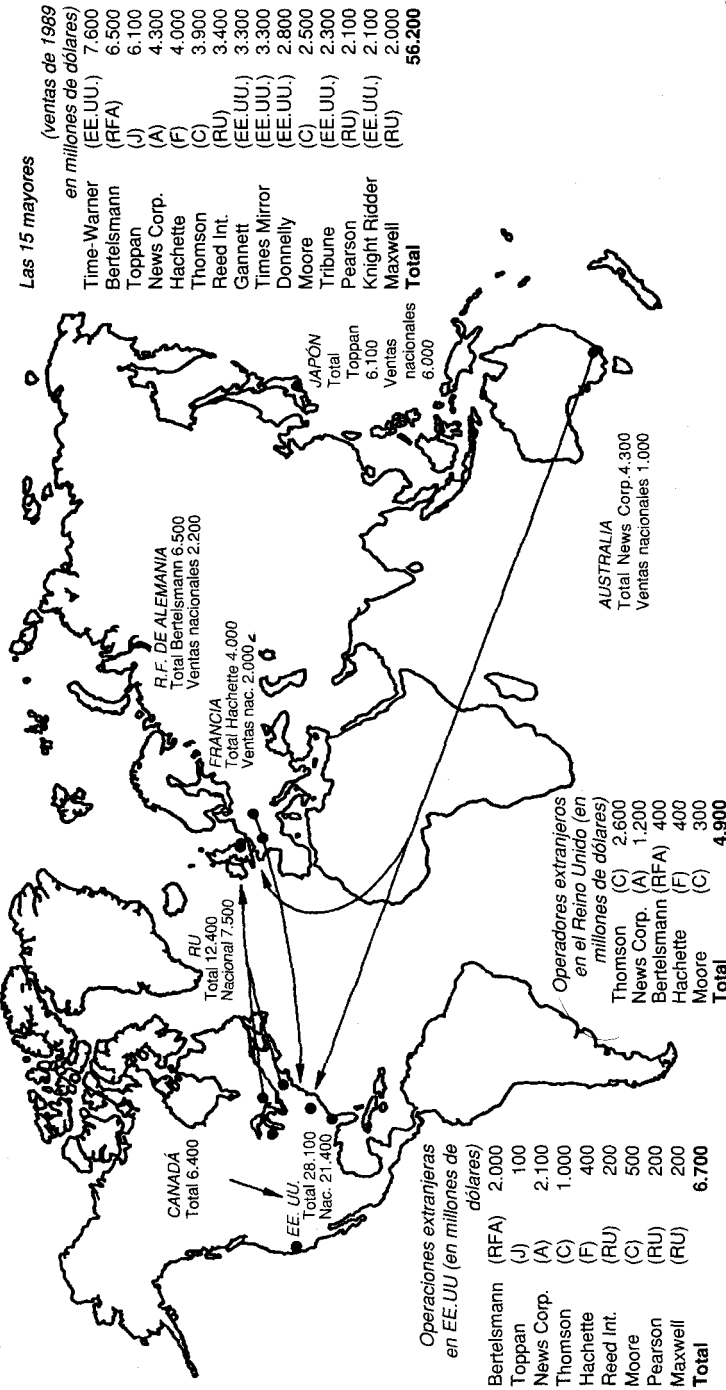 Las 15 mayores
(ventas de 1989
en millones de dólares)
Time-Warner (EE.UU.) 7.600
Bertelsmann (RFA) 6.500
Toppan (J) 6.100
News Corp. (A) 4.300
Hachette (F) 4.000
Thomson (C) 3.900
Reed Int. (RU) 3.400
Gannett (EE.UU.) 3.300
Times Mirror (EE.UU.) 3.300
Donnelly (EE.UU.) 2.800
Moore (C) 2.500
Tribune (EE.UU.) 2.300
Pearson (RU) 2.100
Knight Ridder (EE.UU.) 2.100
Maxwell (RU) 2.000
Total 56.200
CANADÁ
Total 6.400
EE. UU.
Total 28.100
Nac. 21.400
RU
Total 12.400
Nacional 7.500
R.F. DE ALEMANIA
Total Bertelsmann 6.500
Ventas nacionales 2.200
FRANCIA
Total Hachette 4.000
Ventas nac. 2.000
JAPÓN
Total
Toppan
6.100
Ventas
nacionales
6.000
AUSTRALIA
Total News Corp.4.300
Ventas nacionales 1.000
Operaciones extranjeras
en EE.UU (en millones de
dólares)
Bertelsmann (RFA) 2.000
Toppan (J) 100
News Corp. (A) 2.100
Thomson (C) 1.000
Hachette (F) 400
Reed Int. (RU) 200
Moore (C) 500
Pearson (RU) 200
Maxwell (RU) 200
Total 6.700
Operadores extranjeros
en el Reino Unido (en
millones de dólares)
Thomson (C) 2.600
News Corp. (A) 1.200
Bertelsmann (RFA) 400
Hachette (F) 400
Moore (C) 300
Total 4.900